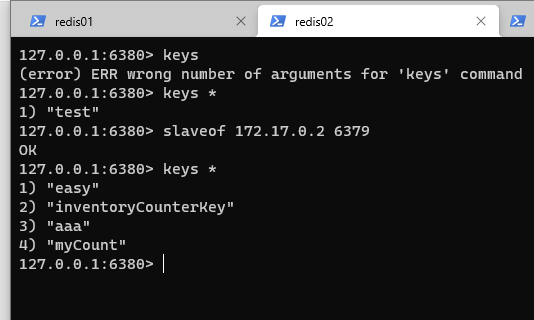 redis01
redis02
127.0.0.1:6380> keys
(error) ERR wrong number of arguments for 'keys' command
127.0.0.1:6380> keys *
1) "test"
127.0.0.1:6380> slaveof 172.17.0.2 6379
OK
127.0.0.1:6380> keys *
1) "easy"
2) "inventoryCounterKey"
3) "aaa"
4) "myCount"
127.0.0.1:6380>